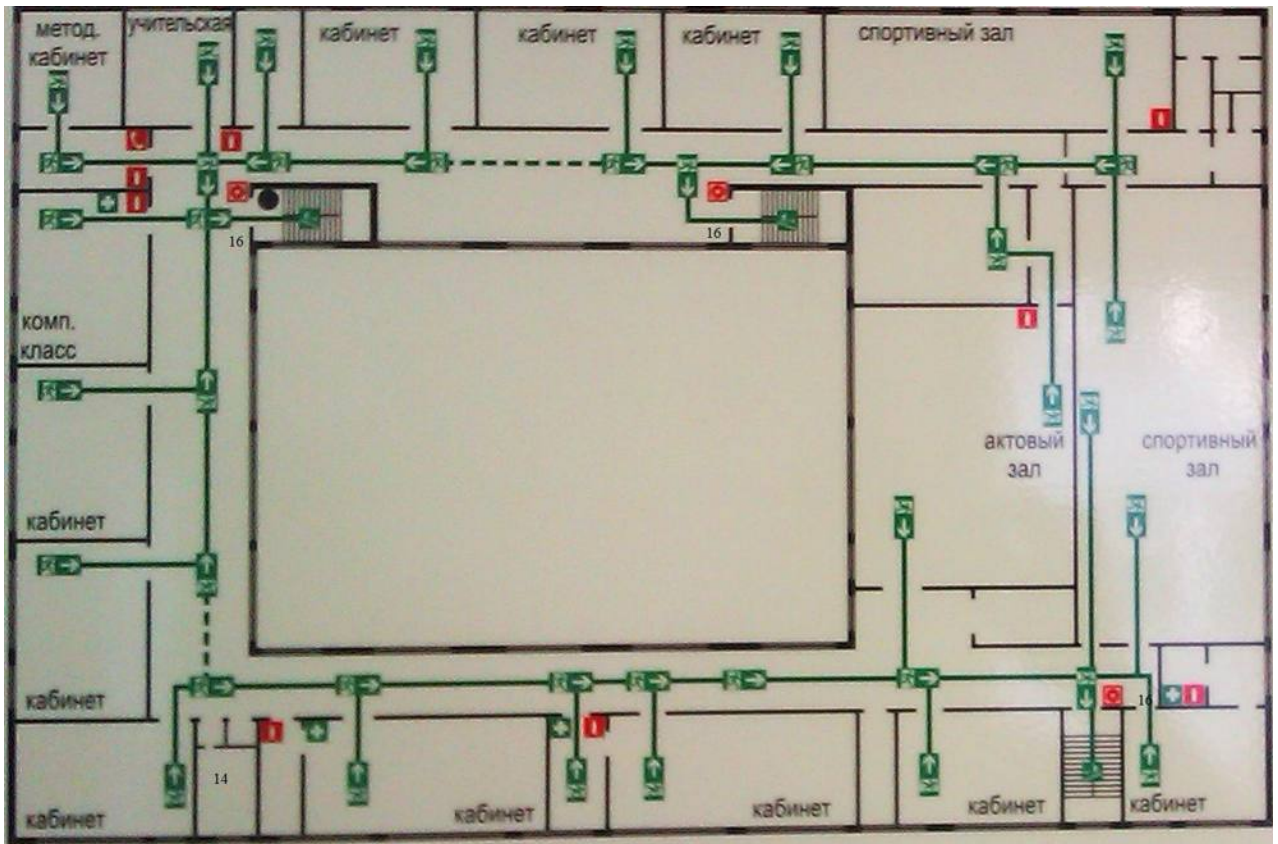 метод.
кабинет
учительская
кабинет
кабинет
кабинет
спортивный зал
16
16
комп.
класс
актовый
зал
спортивный
зал
кабинет
кабинет
16
14
кабинет
кабинет
кабинет
кабинет
кабинет